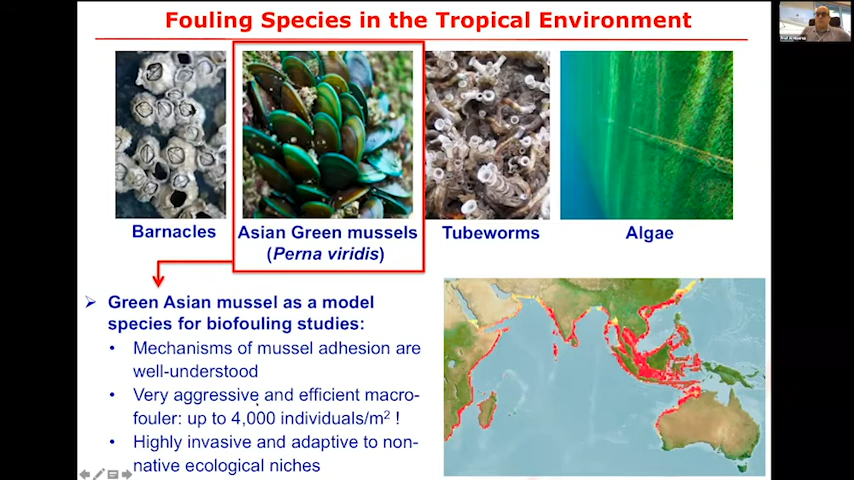 Fouling Species in the Tropical Environment
Barnacles
Asian Green mussels
(Perna viridis)
Tubeworms
Algae
➢ Green Asian mussel as a model
species for biofouling studies:
• Mechanisms of mussel adhesion are
well-understood
• Very aggressive and efficient macro-
fouler: up to 4,000 individuals/m² !
• Highly invasive and adaptive to non-
native ecological niches